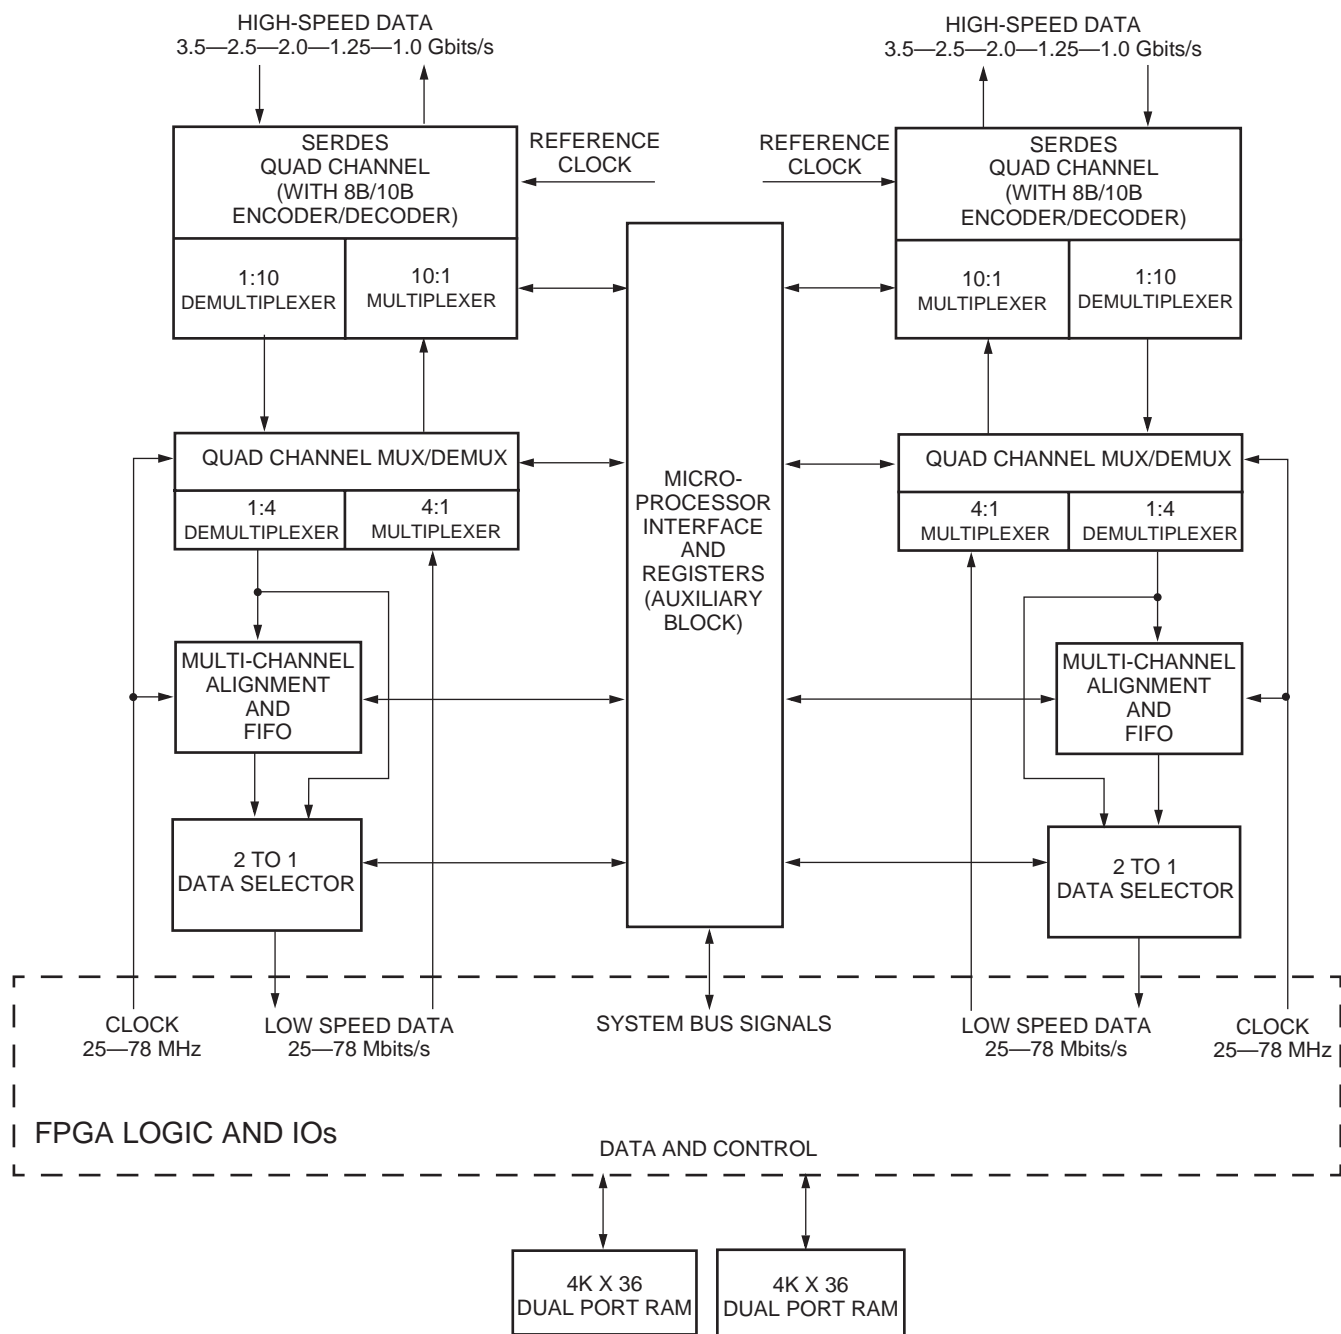 HIGH-SPEED DATA
3.5—2.5—2.0—1.25—1.0 Gbits/s
HIGH-SPEED DATA
3.5—2.5—2.0—1.25—1.0 Gbits/s
SERDES
QUAD CHANNEL
(WITH 8B/10B
ENCODER/DECODER)
REFERENCE
CLOCK
REFERENCE
CLOCK
SERDES
QUAD CHANNEL
(WITH 8B/10B
ENCODER/DECODER)
1:10
DEMULTIPLEXER
10:1
MULTIPLEXER
10:1
MULTIPLEXER
1:10
DEMULTIPLEXER
QUAD CHANNEL MUX/DEMUX
1:4
DEMULTIPLEXER
4:1
MULTIPLEXER
MICRO-
PROCESSOR
INTERFACE
AND
REGISTERS
(AUXILIARY
BLOCK)
QUAD CHANNEL MUX/DEMUX
4:1
MULTIPLEXER
1:4
DEMULTIPLEXER
MULTI-CHANNEL
ALIGNMENT
AND
FIFO
MULTI-CHANNEL
ALIGNMENT
AND
FIFO
2 TO 1
DATA SELECTOR
2 TO 1
DATA SELECTOR
CLOCK
25—78 MHz
LOW SPEED DATA
25—78 Mbits/s
SYSTEM BUS SIGNALS
LOW SPEED DATA
25—78 Mbits/s
CLOCK
25—78 MHz
FPGA LOGIC AND IOs
DATA AND CONTROL
4K X 36
DUAL PORT RAM
4K X 36
DUAL PORT RAM